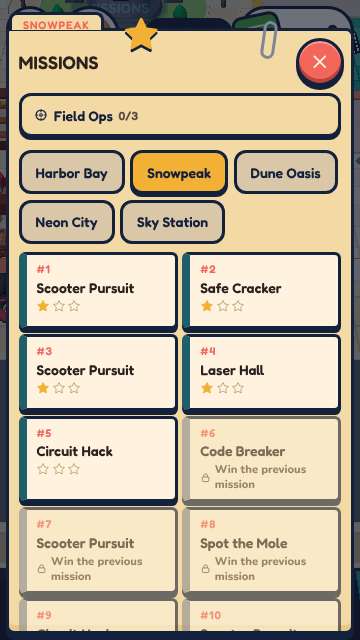 MISSIONS
SNOWPEAK
MISSIONS
Field Ops 0/3
Harbor Bay
Snowpeak
Dune Oasis
Neon City
Sky Station
#1
Scooter Pursuit
#2
Safe Cracker
#3
Scooter Pursuit
#4
Laser Hall
#5
Circuit Hack
#6
Code Breaker
Win the previous
mission
#7
Scooter Pursuit
Win the previous
mission
#8
Spot the Mole
Win the previous
mission
#9
#10